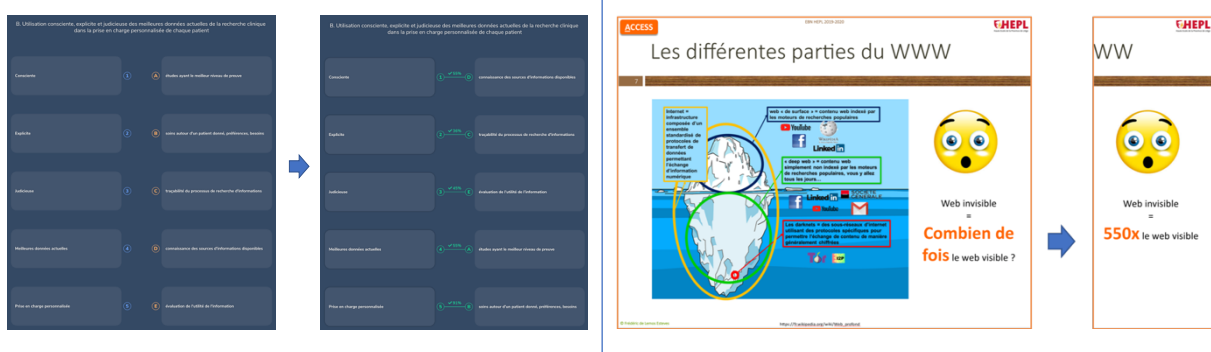 B. Utilisation consciente, explicite et judicieuse des meilleures données actuelles de la recherche clinique
dans la prise en charge personnalisée de chaque patient
Consciente
1
A
études ayant le meilleur niveau de preuve
Explicite
2
B
soins autour d'un patient donné, préférences, besoins
Judicieuse
3
C
traçabilité du processus de recherche d'informations
Meilleures données actuelles
4
D
connaissance des sources d'informations disponibles
Prise en charge personnalisée
5
E
évaluation de l'utilité de l'information
B. Utilisation consciente, explicite et judicieuse des meilleures données actuelles de la recherche clinique
dans la prise en charge personnalisée de chaque patient
Consciente
1
D
connaissance des sources d'informations disponibles
Explicite
2
C
traçabilité du processus de recherche d'informations
Judicieuse
3
E
évaluation de l'utilité de l'information
Meilleures données actuelles
4
A
études ayant le meilleur niveau de preuve
Prise en charge personnalisée
5
B
soins autour d'un patient donné, préférences, besoins
ACCESS
EBM HEPL 2019-2020
HEPL
Les différentes parties du WWW
7
Internet =
infrastructure
composée d'un
ensemble
standardisé de
protocoles de
transfert de
données
permettant
l'échange
d'information
numérique
web « de surface » = contenu web indexé par
les moteurs de recherches populaires
YouTube
LinkedIn
« deep web » = contenu web
simplement non indexé par les moteurs
de recherches populaires, vous y allez
tous les jours...
LinkedIn
SOCIETE
GENERALE
YouTube
Les darknets = des sous-réseaux d'internet
utilisant des protocoles spécifiques pour
permettre l'échange de contenu de manière
généralement chiffrées
Tor
I2P
Web invisible
=
Combien de
fois le web visible ?
https://fr.wikipedia.org/wiki/Web_profond
HEPL
WW
Web invisible
=
550x le web visible